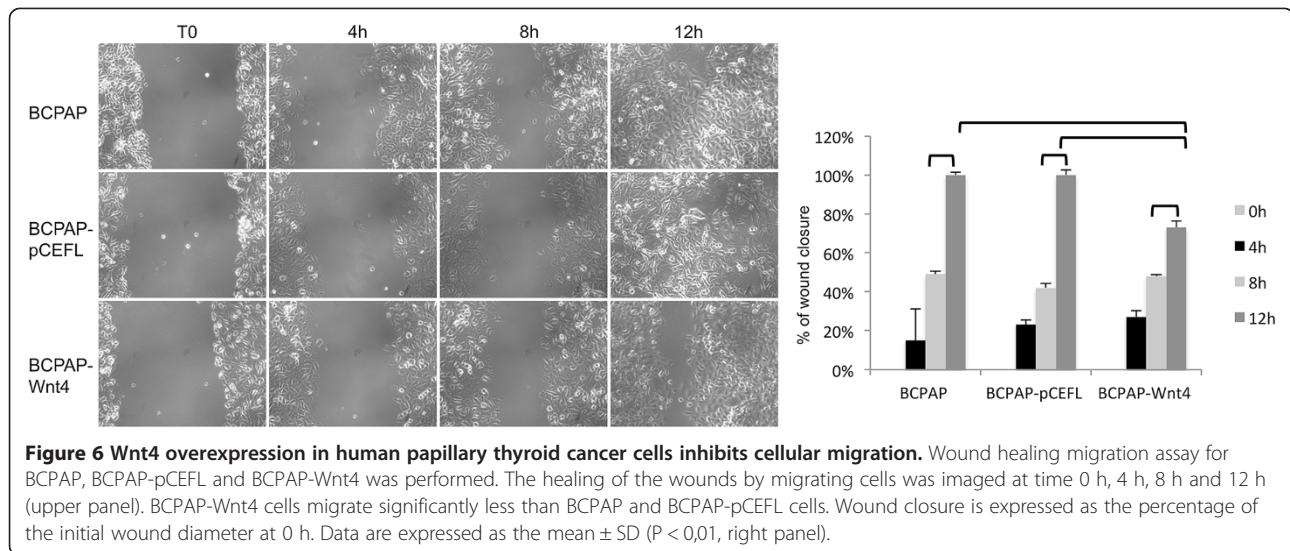 T0 4h 8h 12h
BCPAP
BCPAP-
pCEFL
BCPAP-
Wnt4
% of wound closure
120%
100%
80%
60%
40%
20%
0%
BCPAP BCPAP-pCEFL BCPAP-Wnt4
0h
4h
8h
12h
Figure 6 Wnt4 overexpression in human papillary thyroid cancer cells inhibits cellular migration. Wound healing migration assay for
BCPAP, BCPAP-pCEFL and BCPAP-Wnt4 was performed. The healing of the wounds by migrating cells was imaged at time 0 h, 4 h, 8 h and 12 h
(upper panel). BCPAP-Wnt4 cells migrate significantly less than BCPAP and BCPAP-pCEFL cells. Wound closure is expressed as the percentage of
the initial wound diameter at 0 h. Data are expressed as the mean ± SD (P < 0,01, right panel).